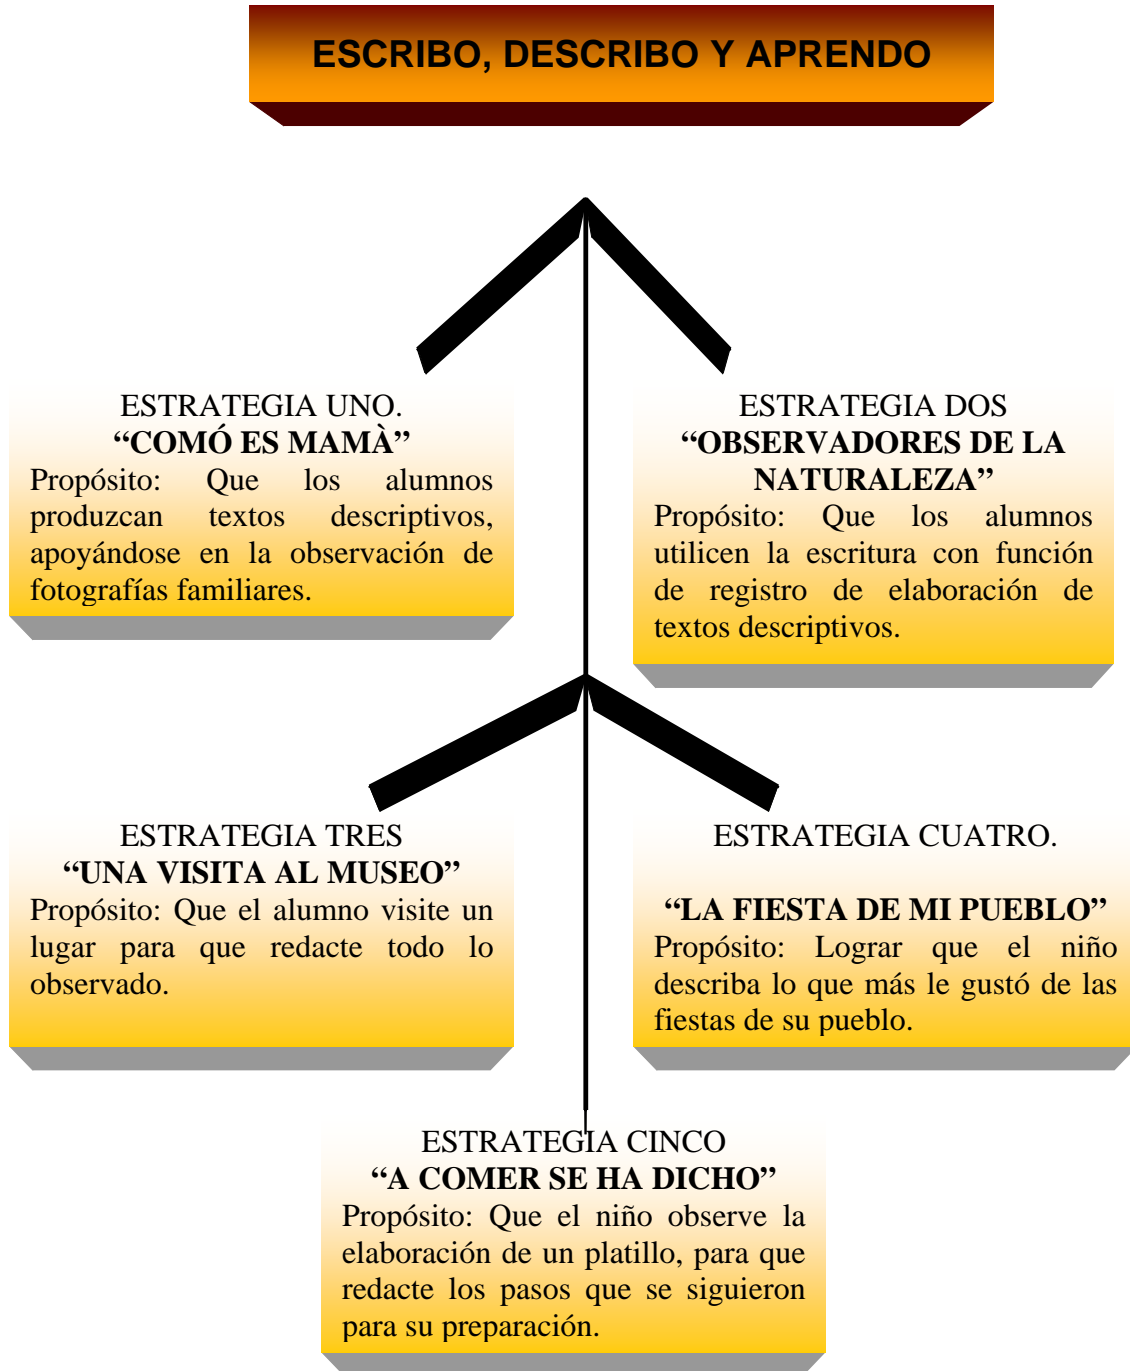 ESCRIBO, DESCRIBO Y APRENDO
ESTRATEGIA UNO.
“COMÓ ES MAMÀ”
Propósito: Que los alumnos
produzcan textos descriptivos,
apoyándose en la observación de
fotografías familiares.
ESTRATEGIA DOS
“OBSERVADORES DE LA
NATURALEZA”
Propósito: Que los alumnos
utilicen la escritura con función
de registro de elaboración de
textos descriptivos.
ESTRATEGIA TRES
“UNA VISITA AL MUSEO”
Propósito: Que el alumno visite un
lugar para que redacte todo lo
observado.
ESTRATEGIA CUATRO.
“LA FIESTA DE MI PUEBLO”
Propósito: Lograr que el niño
describa lo que más le gustó de las
fiestas de su pueblo.
ESTRATEGIA CINCO
“A COMER SE HA DICHO”
Propósito: Que el niño observe la
elaboración de un platillo, para que
redacte los pasos que se siguieron
para su preparación.